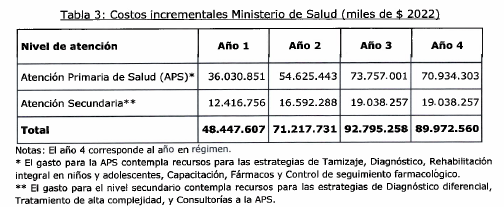 Tabla 3: Costos incrementales Ministerio de Salud (miles de $ 2022)
Nivel de atención Año 1 Año 2 Año 3 Año 4
Atención Primaria de Salud (APS)* 36.030.851 54.625.443 73.757.001 70.934.303
Atención Secundaria** 12.416.756 16.592.288 19.038.257 19.038.257
Total 48.447.607 71.217.731 92.795.258 89.972.560
Notas: El año 4 corresponde al año en régimen.
* El gasto para la APS contempla recursos para las estrategias de Tamizaje, Diagnóstico, Rehabilitación
integral en niños y adolescentes, Capacitación, Fármacos y Control de seguimiento farmacológico.
** El gasto para el nivel secundario contempla recursos para las estrategias de Diagnóstico diferencial,
Tratamiento de alta complejidad, y Consultorías a la APS.